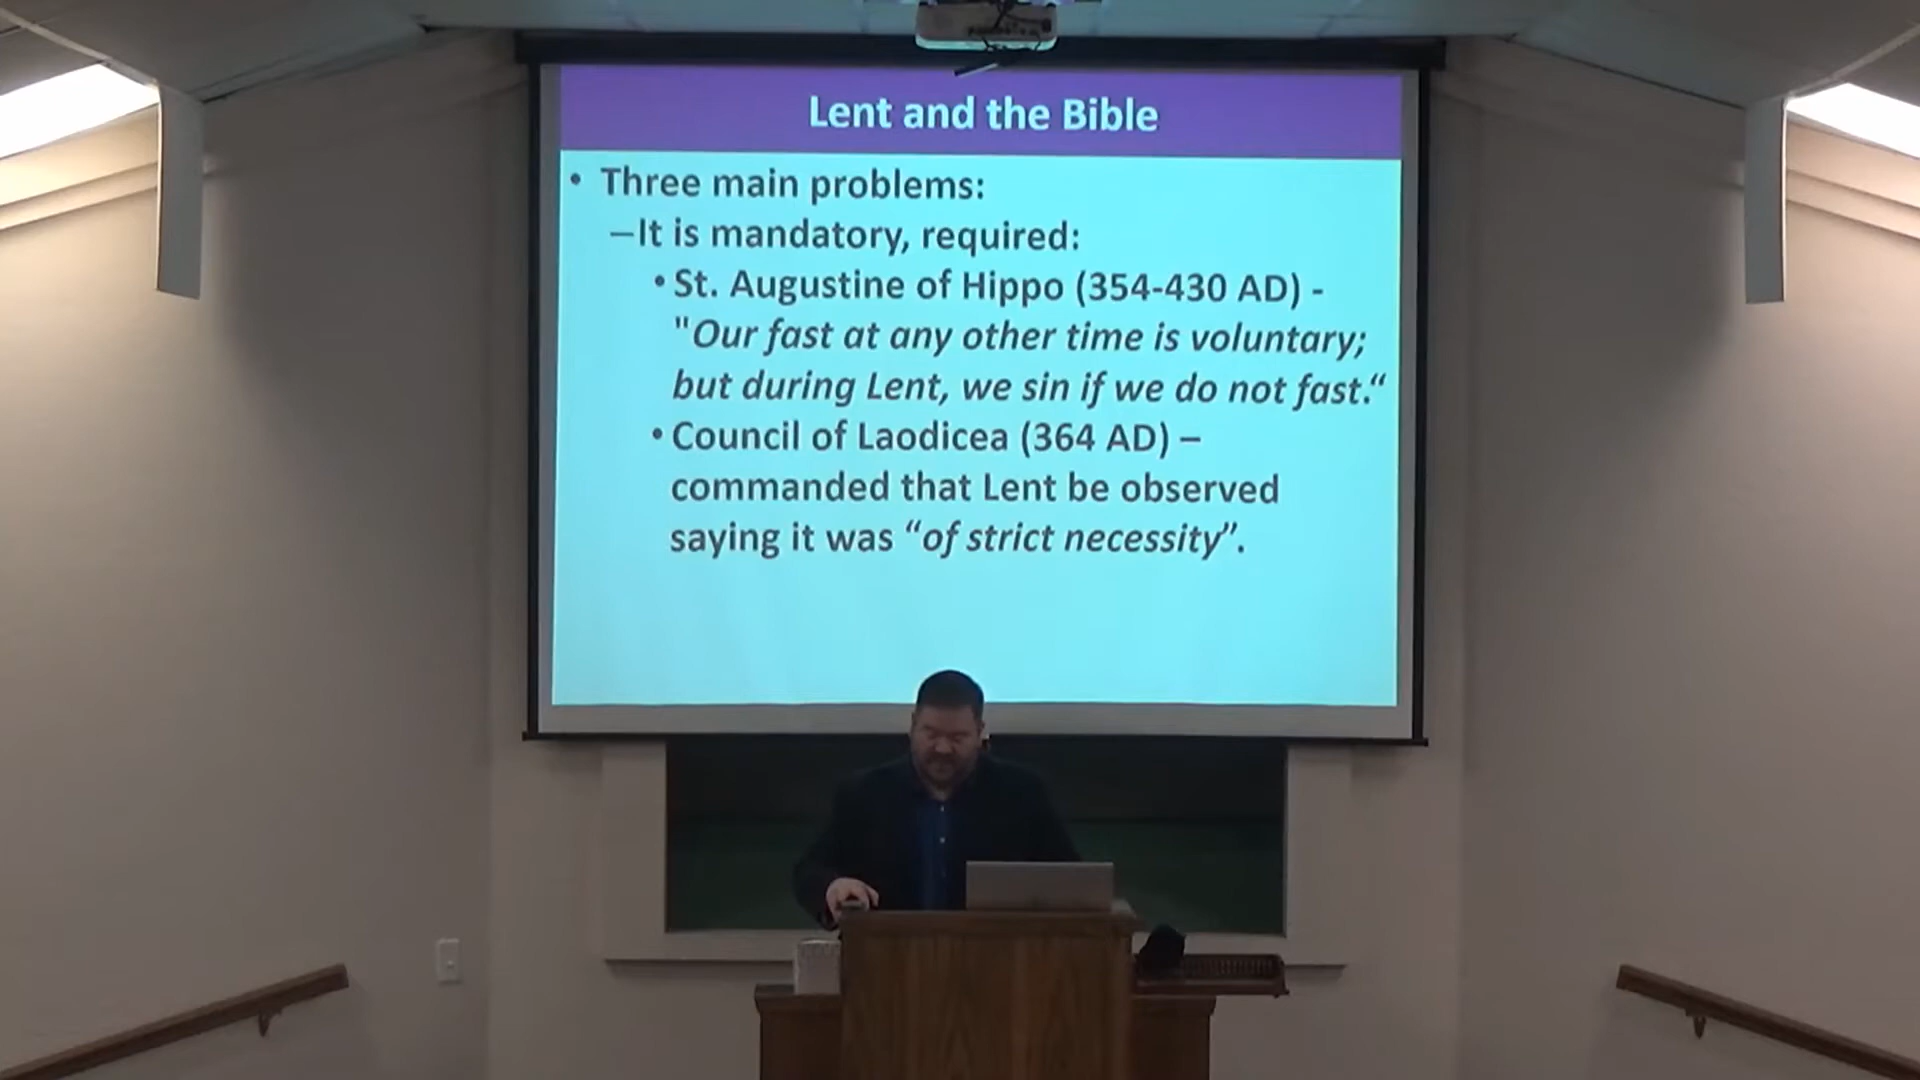 Lent and the Bible
• Three main problems:
–It is mandatory, required:
• St. Augustine of Hippo (354-430 AD) -
"Our fast at any other time is voluntary;
but during Lent, we sin if we do not fast.“
• Council of Laodicea (364 AD) –
commanded that Lent be observed
saying it was “of strict necessity”.